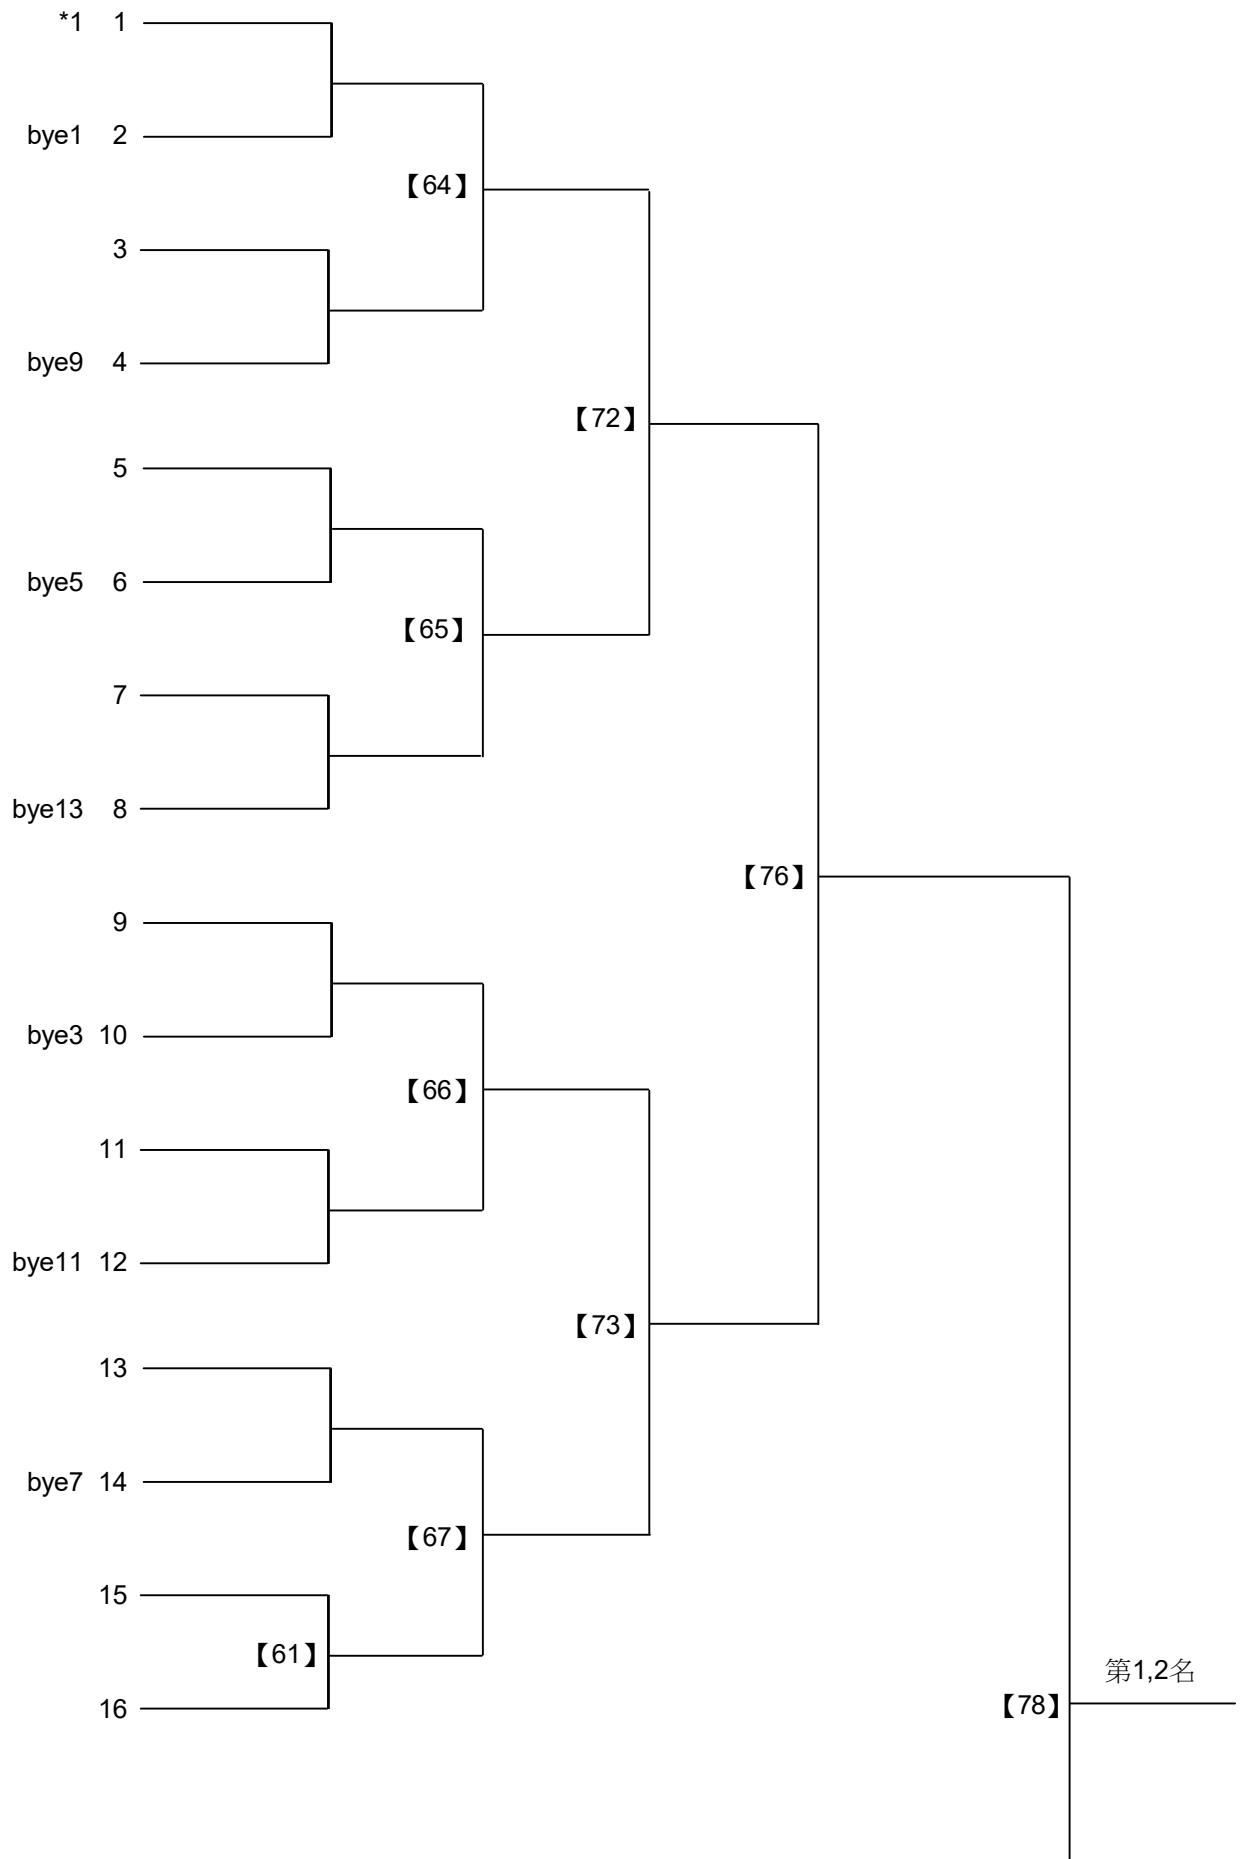 *1 1
bye1 2
【64】
3
bye9 4
【72】
5
bye5 6
【65】
7
bye13 8
【76】
9
bye3 10
【66】
11
bye11 12
【73】
13
bye7 14
【67】
15
【61】
第1,2名
16
【78】